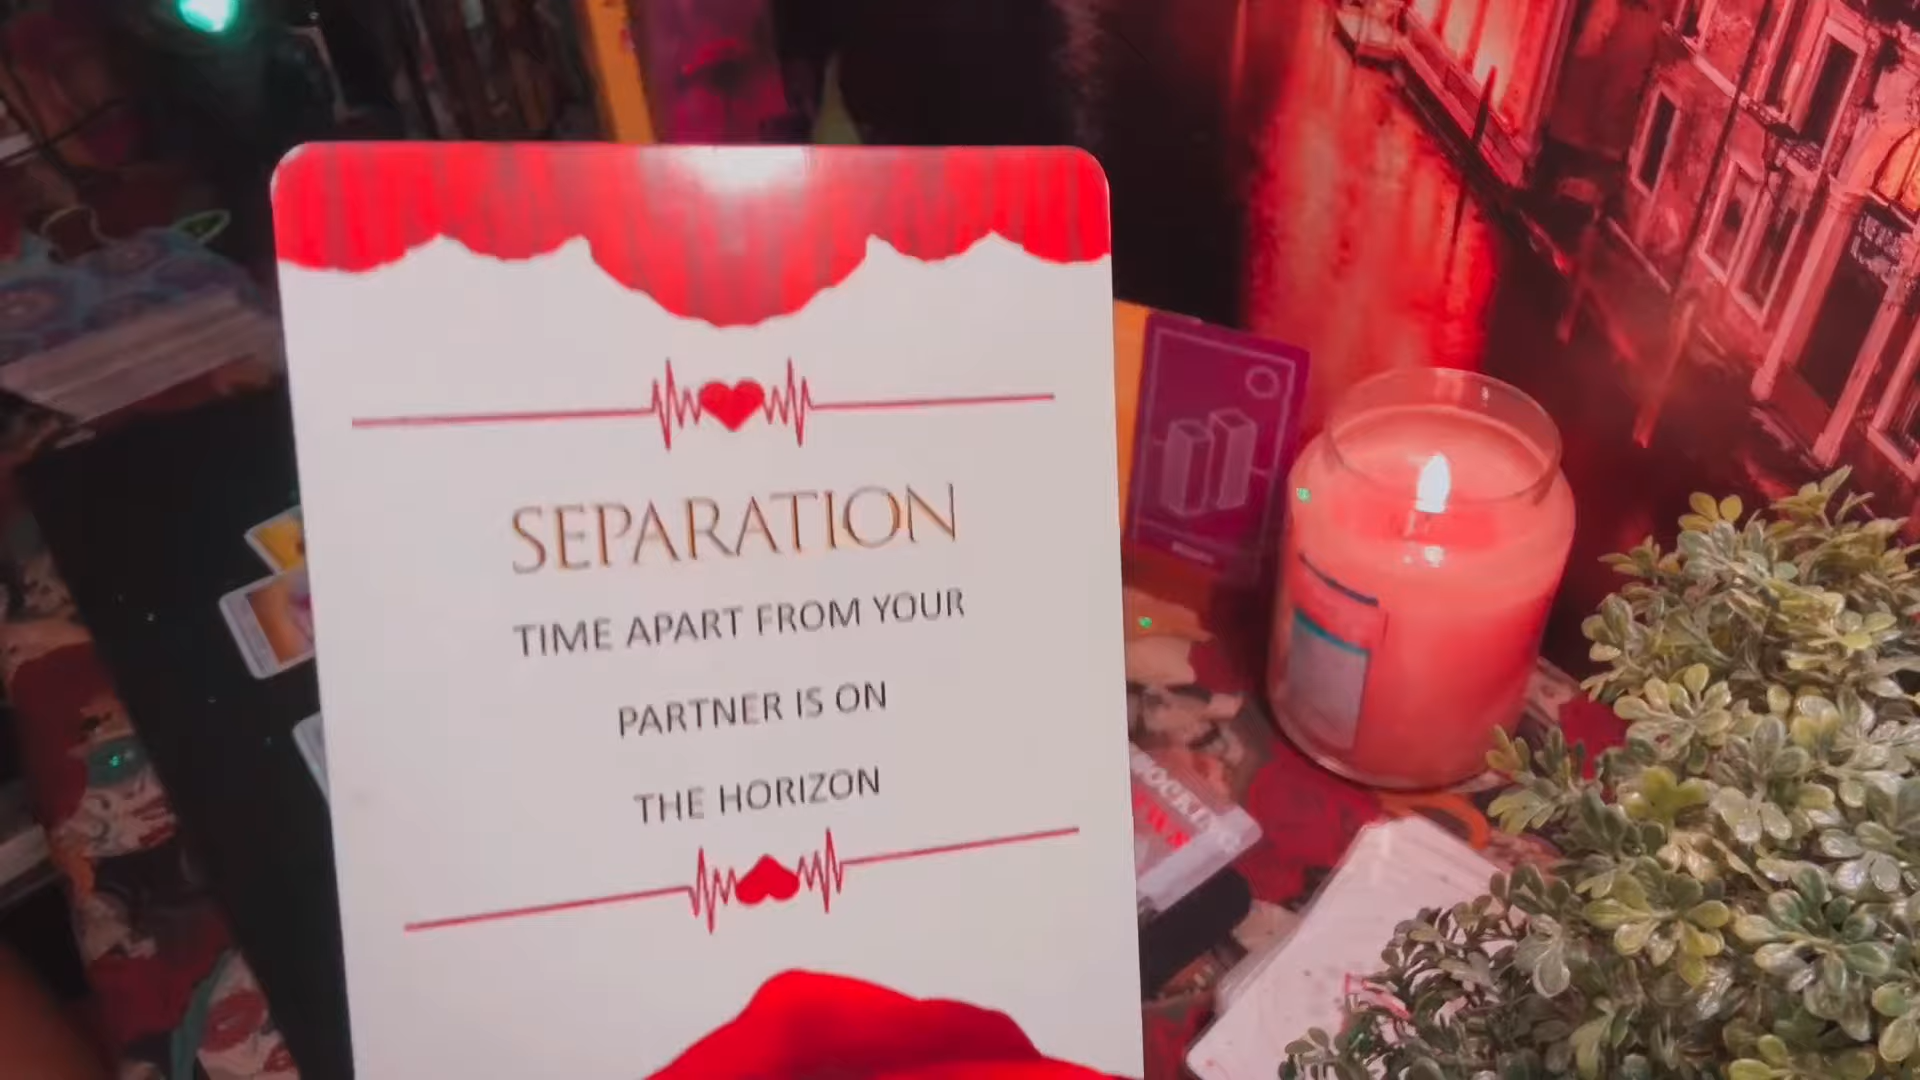 SEPARATION
TIME APART FROM YOUR
PARTNER IS ON
THE HORIZON